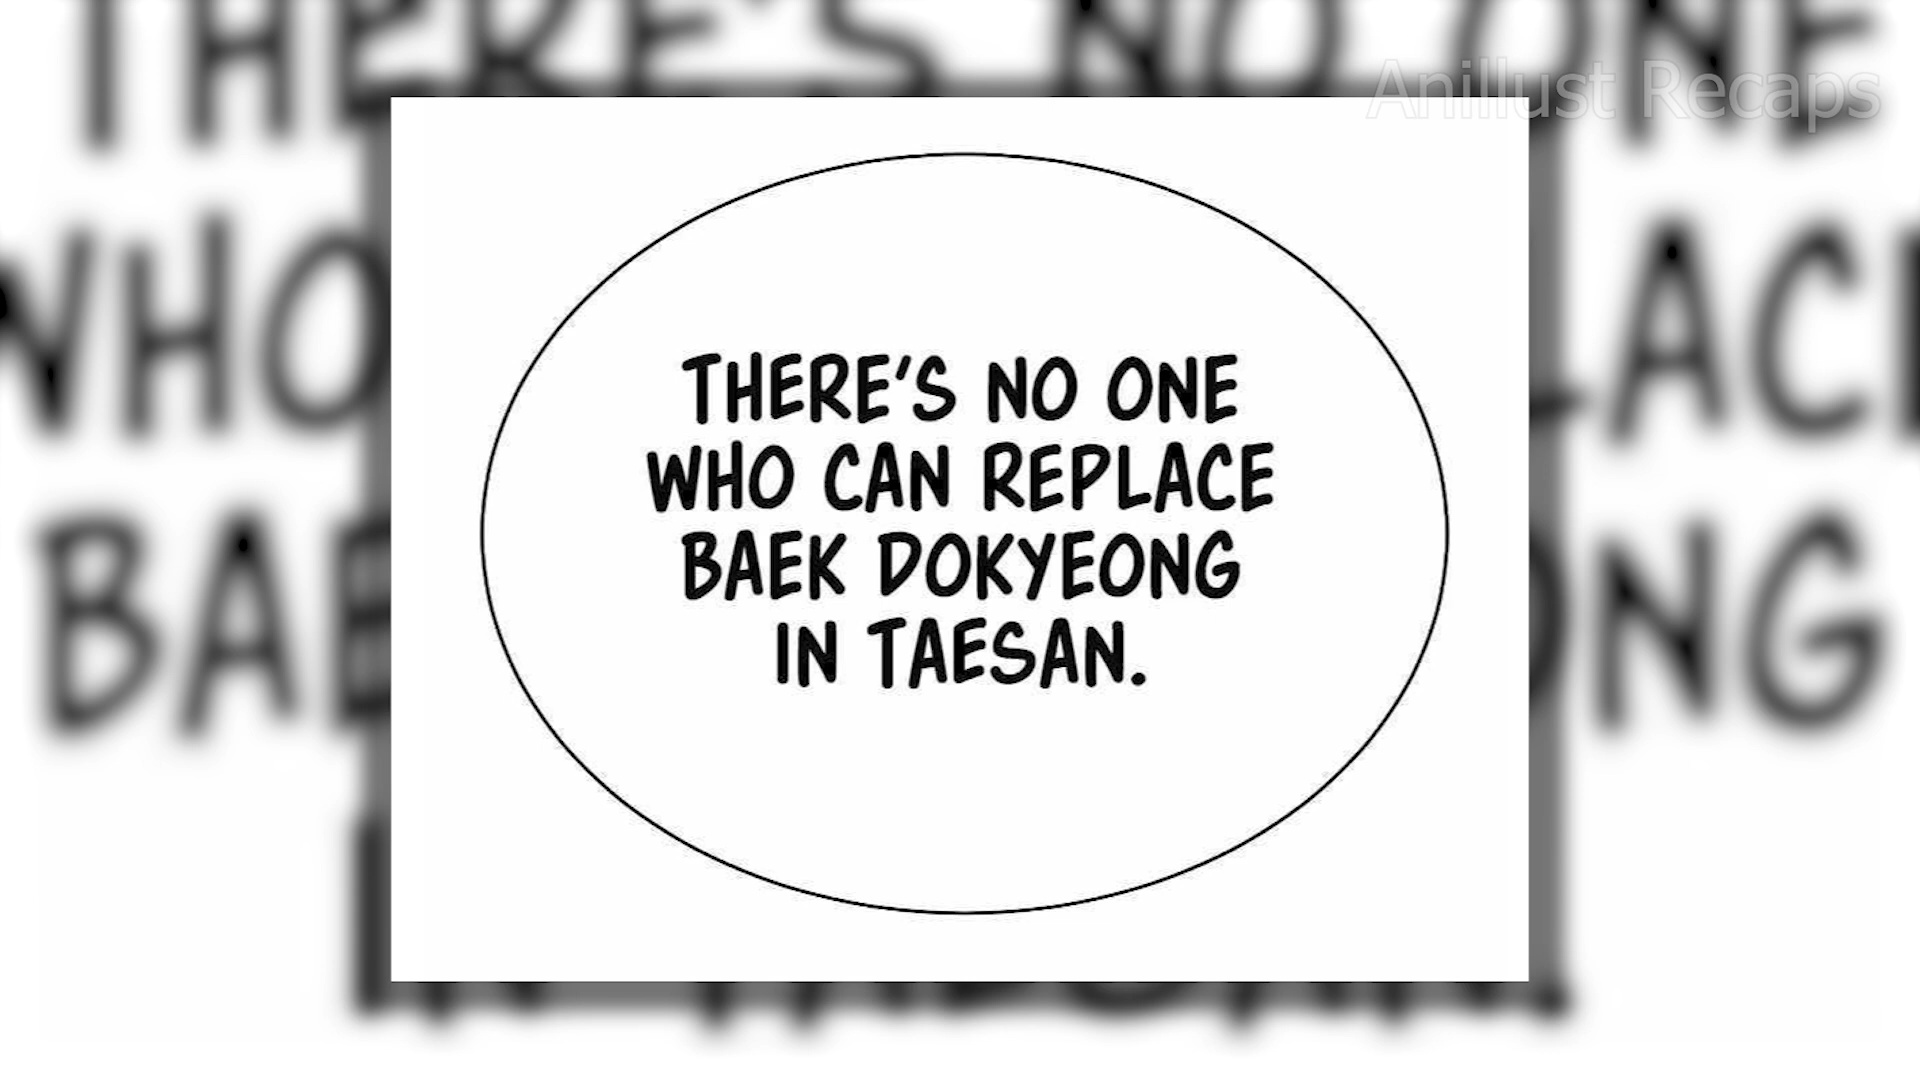 Anillust Recaps
THERE'S NO ONE
WHO CAN REPLACE
BAEK DOKYEONG
IN TAESAN.